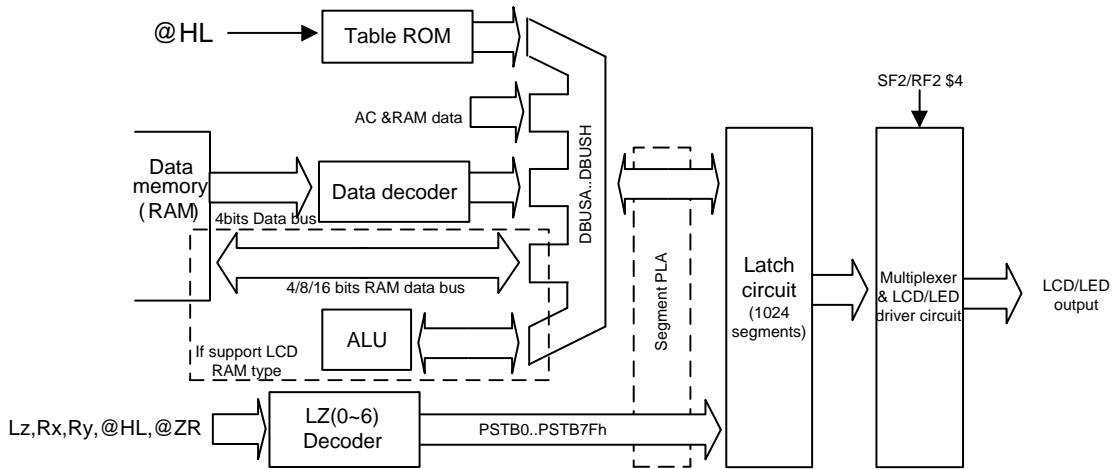 @HL
Table ROM
SF2/RF2 $4
AC &RAM data
DBUSA..DBUSH
Data
memory
(RAM)
Data decoder
4bits Data bus
4/8/16 bits RAM data bus
Segment PLA
Latch
circuit
(1024
segments)
Multiplexer
& LCD/LED
driver circuit
LCD/LED
output
ALU
If support LCD
RAM type
Lz,Rx,Ry,@HL,@ZR
LZ(0~6)
Decoder
PSTB0..PSTB7Fh